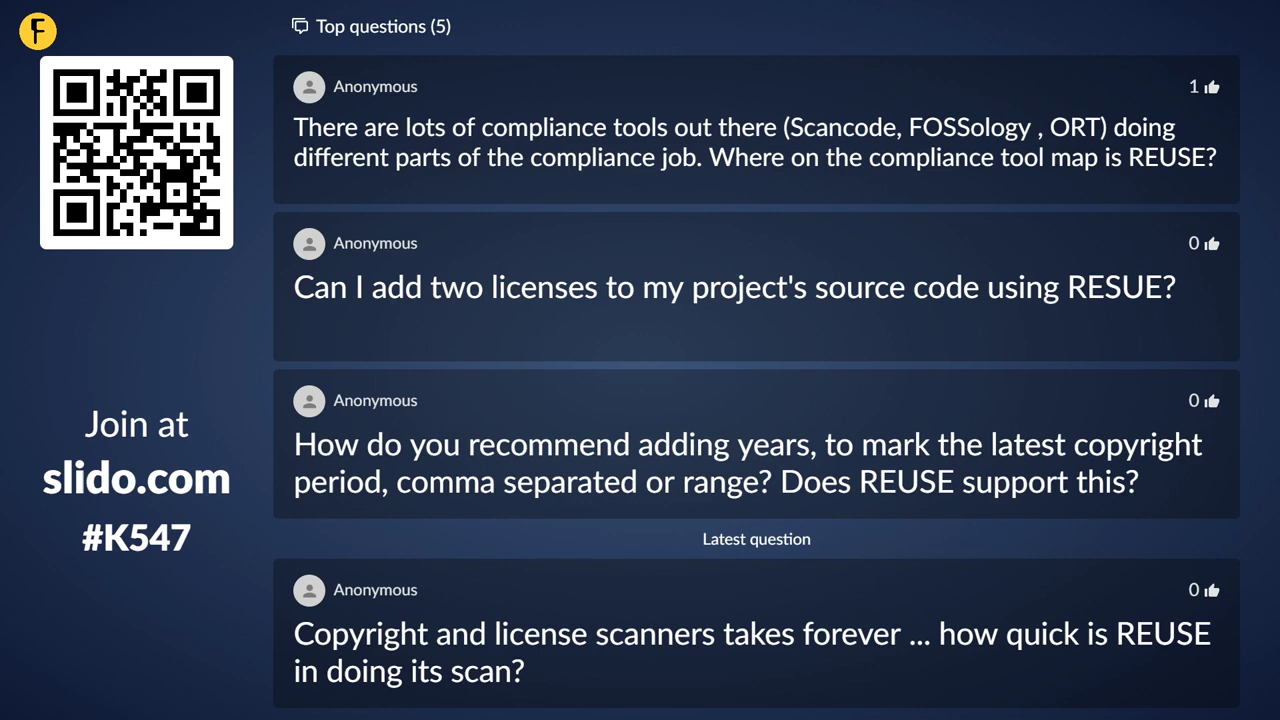 F
Top questions (5)
Anonymous
1
There are lots of compliance tools out there (Scancode, FOSSology , ORT) doing
different parts of the compliance job. Where on the compliance tool map is REUSE?
Anonymous
0
Can I add two licenses to my project's source code using RESUE?
Anonymous
0
How do you recommend adding years, to mark the latest copyright
period, comma separated or range? Does REUSE support this?
Latest question
Anonymous
0
Copyright and license scanners takes forever ... how quick is REUSE
in doing its scan?
Join at
slido.com
#K547